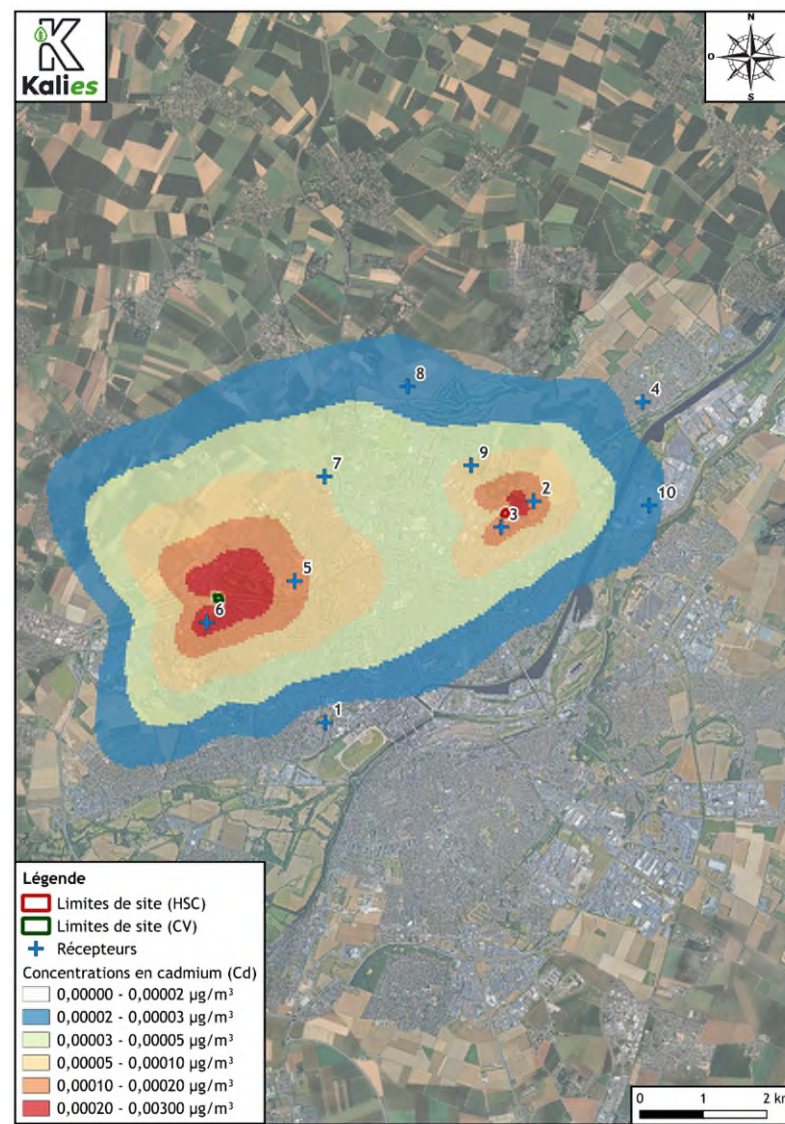 Kalies
N
O
E
S
8
4
9
7
2
10
3
5
6
1
Légende
Limites de site (HSC)
Limites de site (CV)
Récepteurs
Concentrations en cadmium (Cd)
0,00000 - 0,00002 µg/m³
0,00002 - 0,00003 µg/m³
0,00003 - 0,00005 µg/m³
0,00005 - 0,00010 µg/m³
0,00010 - 0,00020 µg/m³
0,00020 - 0,00300 µg/m³
0 1 2 km